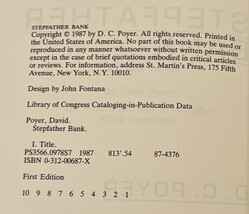 STEPFATHER BANK
Copyright © 1987 by D. C. Poyer. All rights reserved. Printed in
the United States of America. No part of this book may be used or
reproduced in any manner whatsoever without written permission
except in the case of brief quotations embodied in critical articles
or reviews. For information, address St. Martin's Press, 175 Fifth
Avenue, New York, N.Y. 10010.
Design by John Fontana
Library of Congress Cataloging-in-Publication Data
Poyer, David.
Stepfather Bank.
I. Title.
PS3566.O978S7 1987 813'.54 87-4376
ISBN 0-312-00687-X
First Edition
10 9 8 7 6 5 4 3 2 1